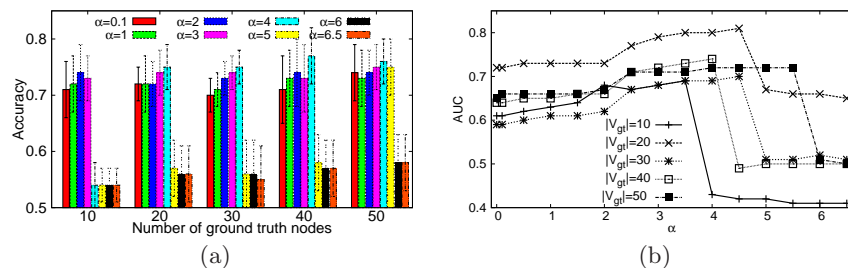 α=0.1 α=2 α=4 α=6
α=1 α=3 α=5 α=6.5
0.8
0.7
0.6
0.5
Accuracy
10 20 30 40 50
Number of ground truth nodes
(a)
0.8
0.7
0.6
0.5
0.4
AUC
|V_gt|=10
|V_gt|=20
|V_gt|=30
|V_gt|=40
|V_gt|=50
0 1 2 3 4 5 6
α
(b)